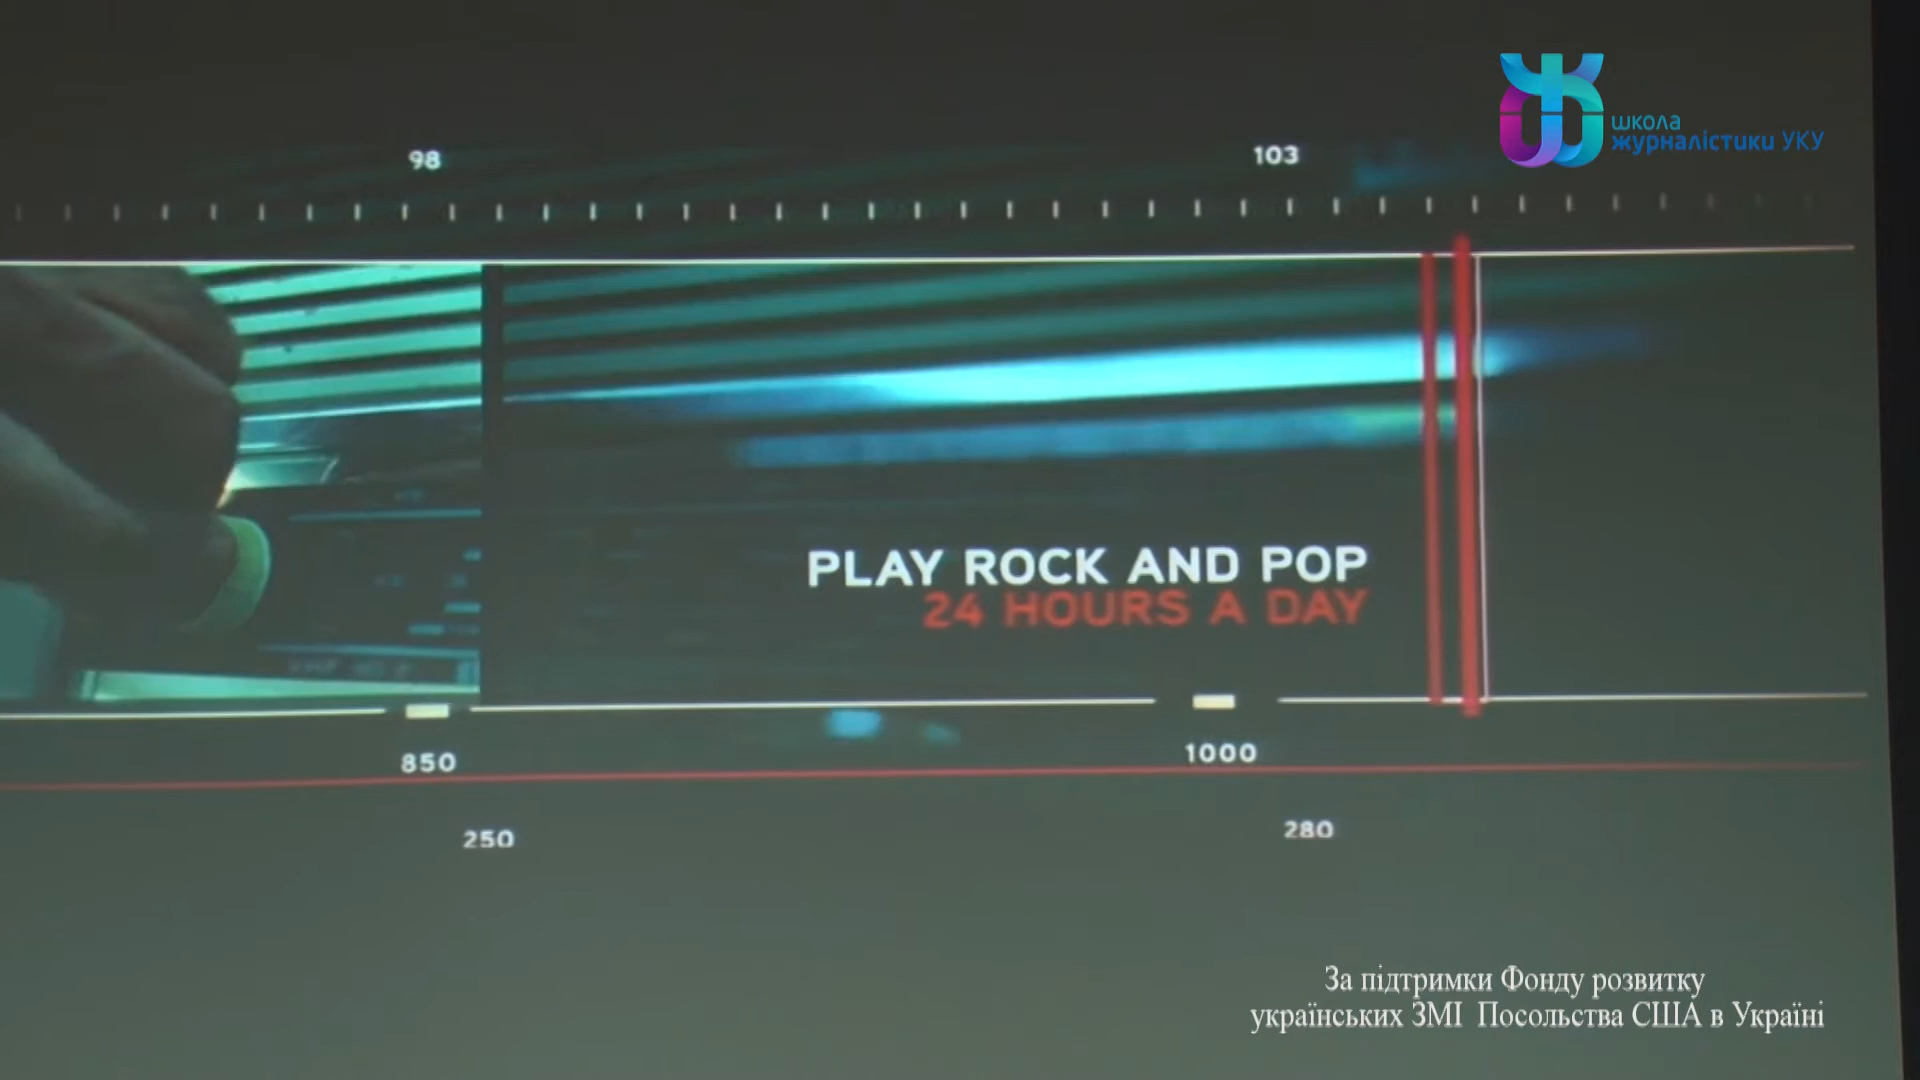 школа
журналістики УКУ
98 103
PLAY ROCK AND POP
24 HOURS A DAY
850 1000
250 280
За підтримки Фонду розвитку
українських ЗМІ Посольства США в Україні